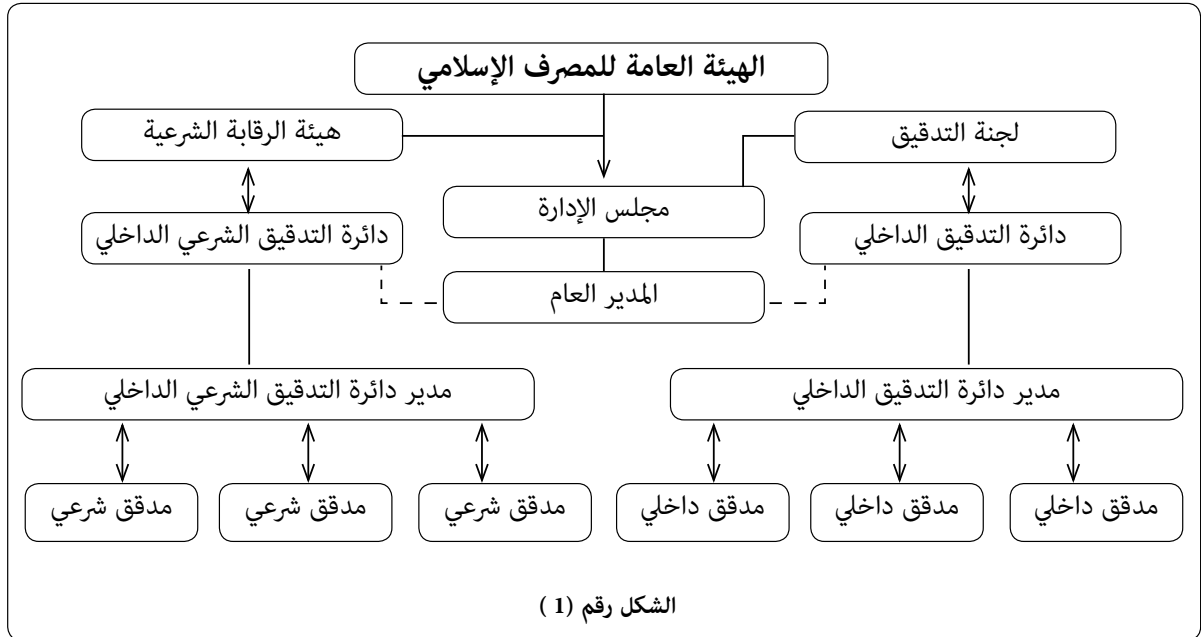 الهيئة العامة للمصرف الإسلامي
لجنة التدقيق
هيئة الرقابة الشرعية
مجلس الإدارة
دائرة التدقيق الداخلي
دائرة التدقيق الشرعي الداخلي
المدير العام
مدير دائرة التدقيق الداخلي
مدير دائرة التدقيق الشرعي الداخلي
مدقق داخلي
مدقق داخلي
مدقق داخلي
مدقق شرعي
مدقق شرعي
مدقق شرعي
الشكل رقم (1 )